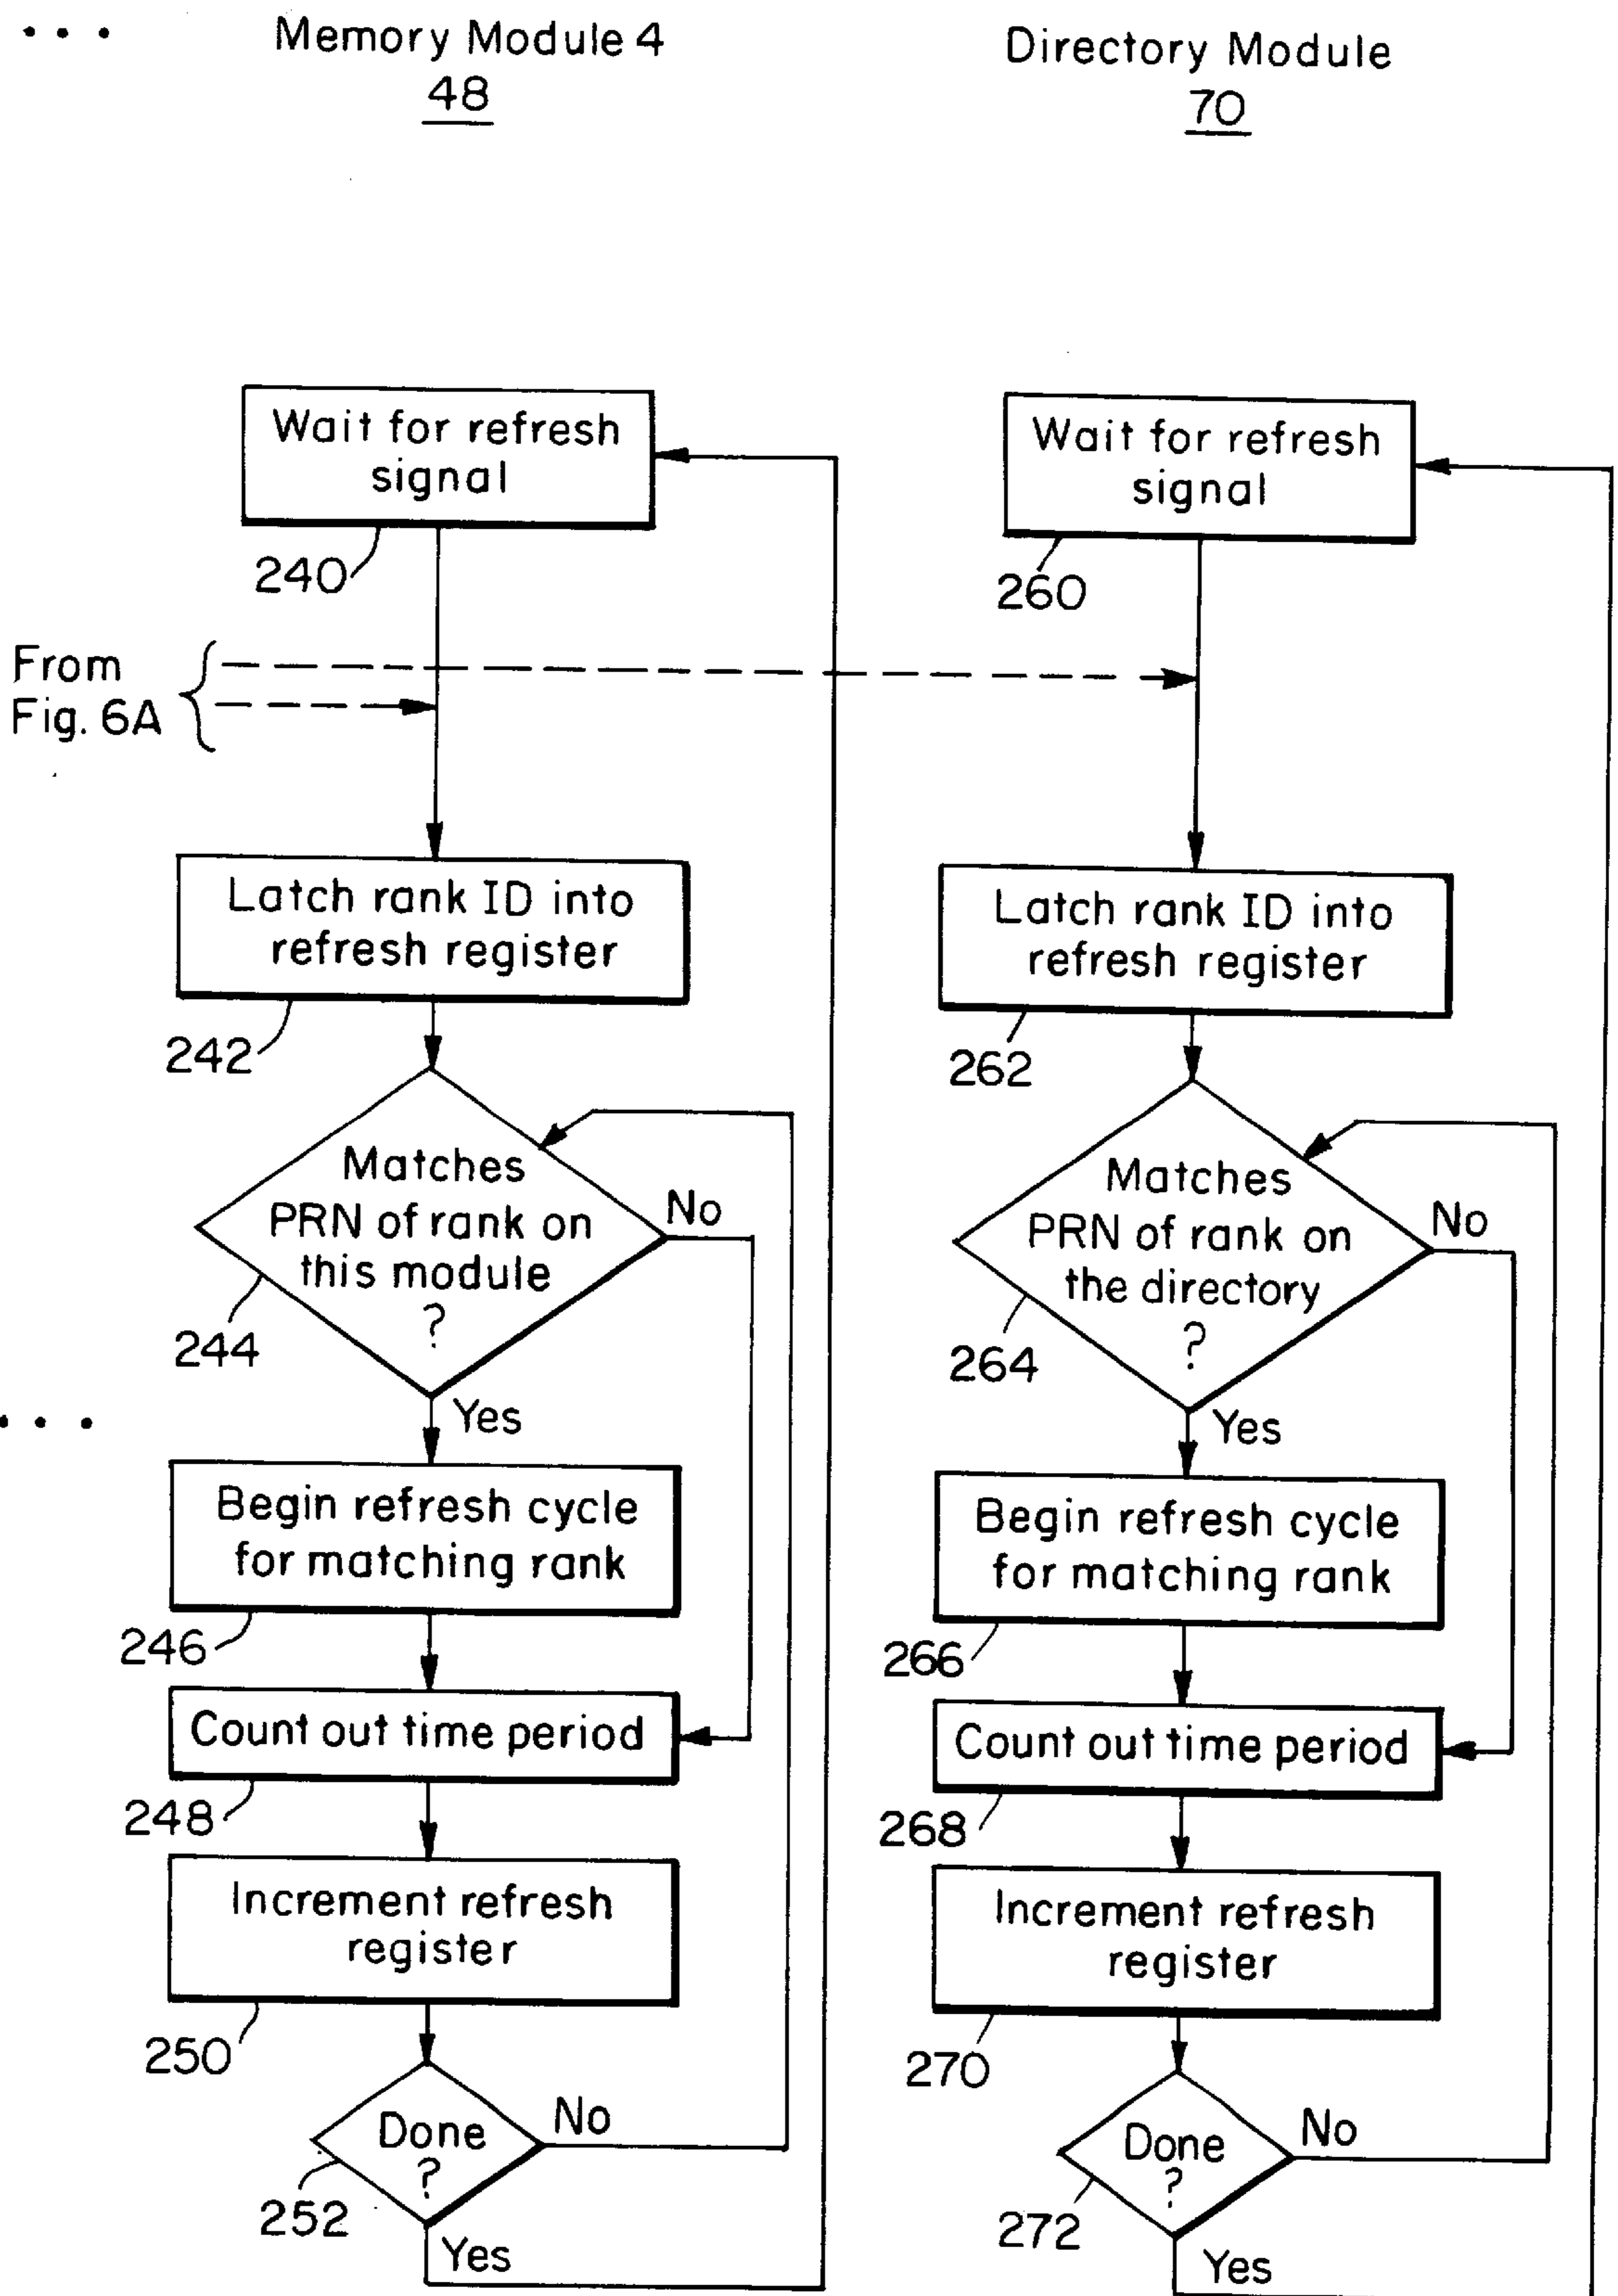 . . .
Memory Module 4
48
Wait for refresh
signal
240
From
Fig. 6A
Latch rank ID into
refresh register
242
Matches
PRN of rank on
this module
?
No
244
Yes
. . .
Begin refresh cycle
for matching rank
246
Count out time period
248
Increment refresh
register
250
Done
?
No
252
Yes
Directory Module
70
Wait for refresh
signal
260
Latch rank ID into
refresh register
262
Matches
PRN of rank on
the directory
?
No
264
Yes
Begin refresh cycle
for matching rank
266
Count out time period
268
Increment refresh
register
270
Done
?
No
272
Yes